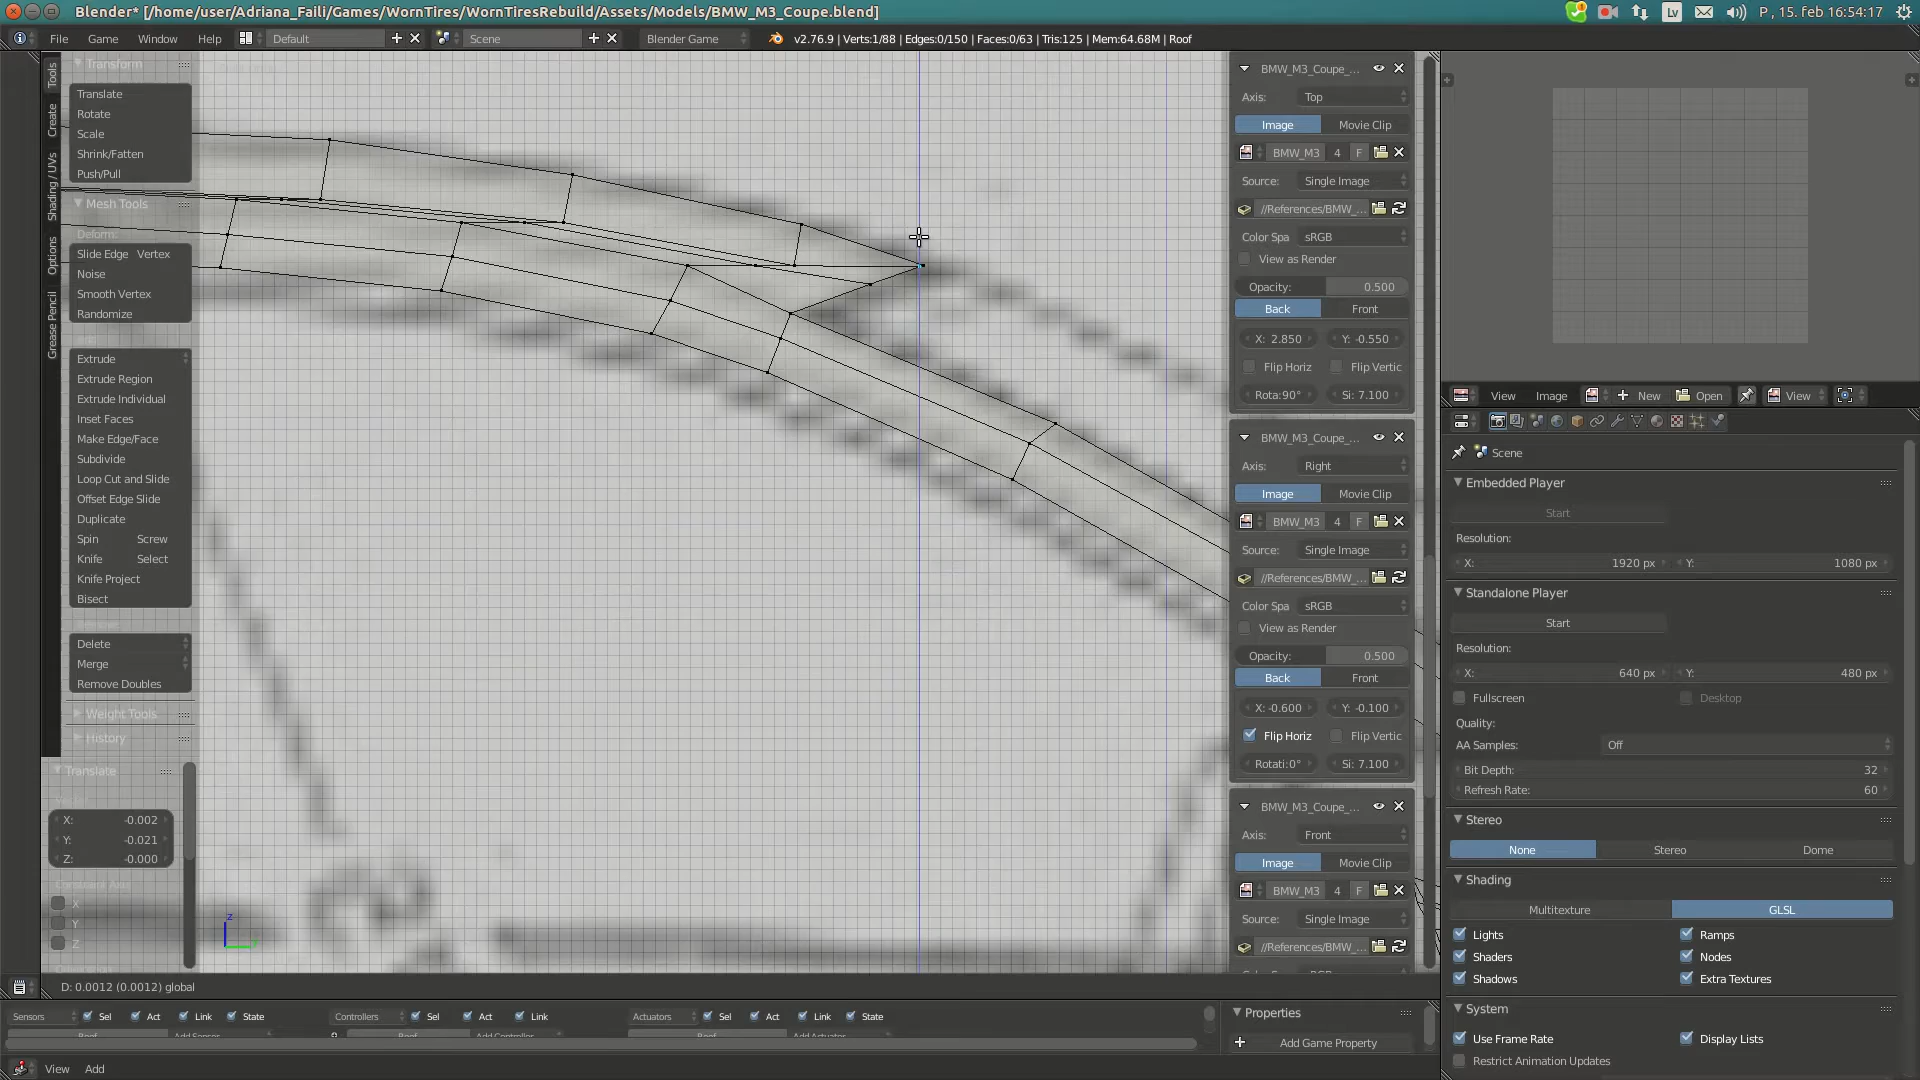 Blender* [/home/user/Adriana_Faili/Games/WornTires/WornTiresRebuild/Assets/Models/BMW_M3_Coupe.blend]
Lv
P , 15. feb 16:54:17
File Game Window Help Default Scene Blender Game v2.76.9 | Verts:1/88 | Edges:0/150 | Faces:0/63 | Tris:125 | Mem:64.68M | Roof
Tools
Create
Shading / UVs
Options
Grease Pencil
Transform
Translate
Rotate
Scale
Shrink/Fatten
Push/Pull
Mesh Tools
Deform:
Slide Edge Vertex
Noise
Smooth Vertex
Randomize
Extrude
Extrude Region
Extrude Individual
Inset Faces
Make Edge/Face
Subdivide
Loop Cut and Slide
Offset Edge Slide
Duplicate
Spin Screw
Knife Select
Knife Project
Bisect
Delete
Merge
Remove Doubles
Weight Tools
History
Translate
X: -0.002
Y: -0.021
Z: -0.000
Constraint Axis
X
Y
Z
z
D: 0.0012 (0.0012) global
BMW_M3_Coupe_...
Axis: Top
Image Movie Clip
BMW_M3 4 F
Source: Single Image
//References/BMW_...
Color Spa sRGB
View as Render
Opacity: 0.500
Back Front
X: 2.850 Y: -0.550
Flip Horiz Flip Vertic
Rota:90° Si: 7.100
BMW_M3_Coupe_...
Axis: Right
Image Movie Clip
BMW_M3 4 F
Source: Single Image
//References/BMW_...
Color Spa sRGB
View as Render
Opacity: 0.500
Back Front
X: -0.600 Y: -0.100
Flip Horiz Flip Vertic
Rotati:0° Si: 7.100
BMW_M3_Coupe_...
Axis: Front
Image Movie Clip
BMW_M3 4 F
Source: Single Image
//References/BMW_...
View Image New Open View
Scene
Embedded Player
Start
Resolution:
X: 1920 px Y: 1080 px
Standalone Player
Start
Resolution:
X: 640 px Y: 480 px
Fullscreen Desktop
Quality:
AA Samples: Off
Bit Depth: 32
Refresh Rate: 60
Stereo
None Stereo Dome
Shading
Multitexture GLSL
Lights Ramps
Shaders Nodes
Shadows Extra Textures
System
Use Frame Rate Display Lists
Restrict Animation Updates
Sensors Sel Act Link State Controllers Sel Act Link Actuators Sel Act Link State
Properties
Add Game Property
View Add